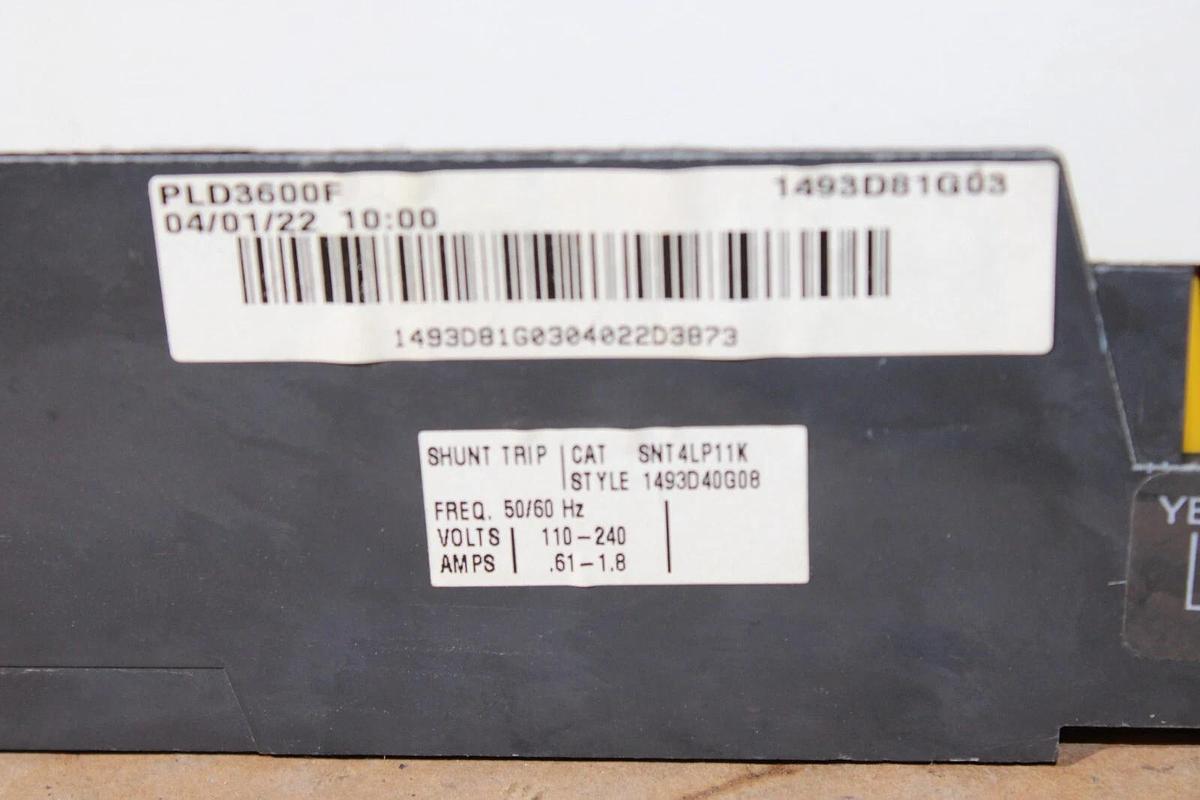 PLD3600F 1493D81G03
04/01/22 10:00
1493D81G0304022D3873
SHUNT TRIP CAT SNT4LP11K
STYLE 1493D40G08
FREQ. 50/60 Hz
VOLTS 110-240
AMPS .61-1.8